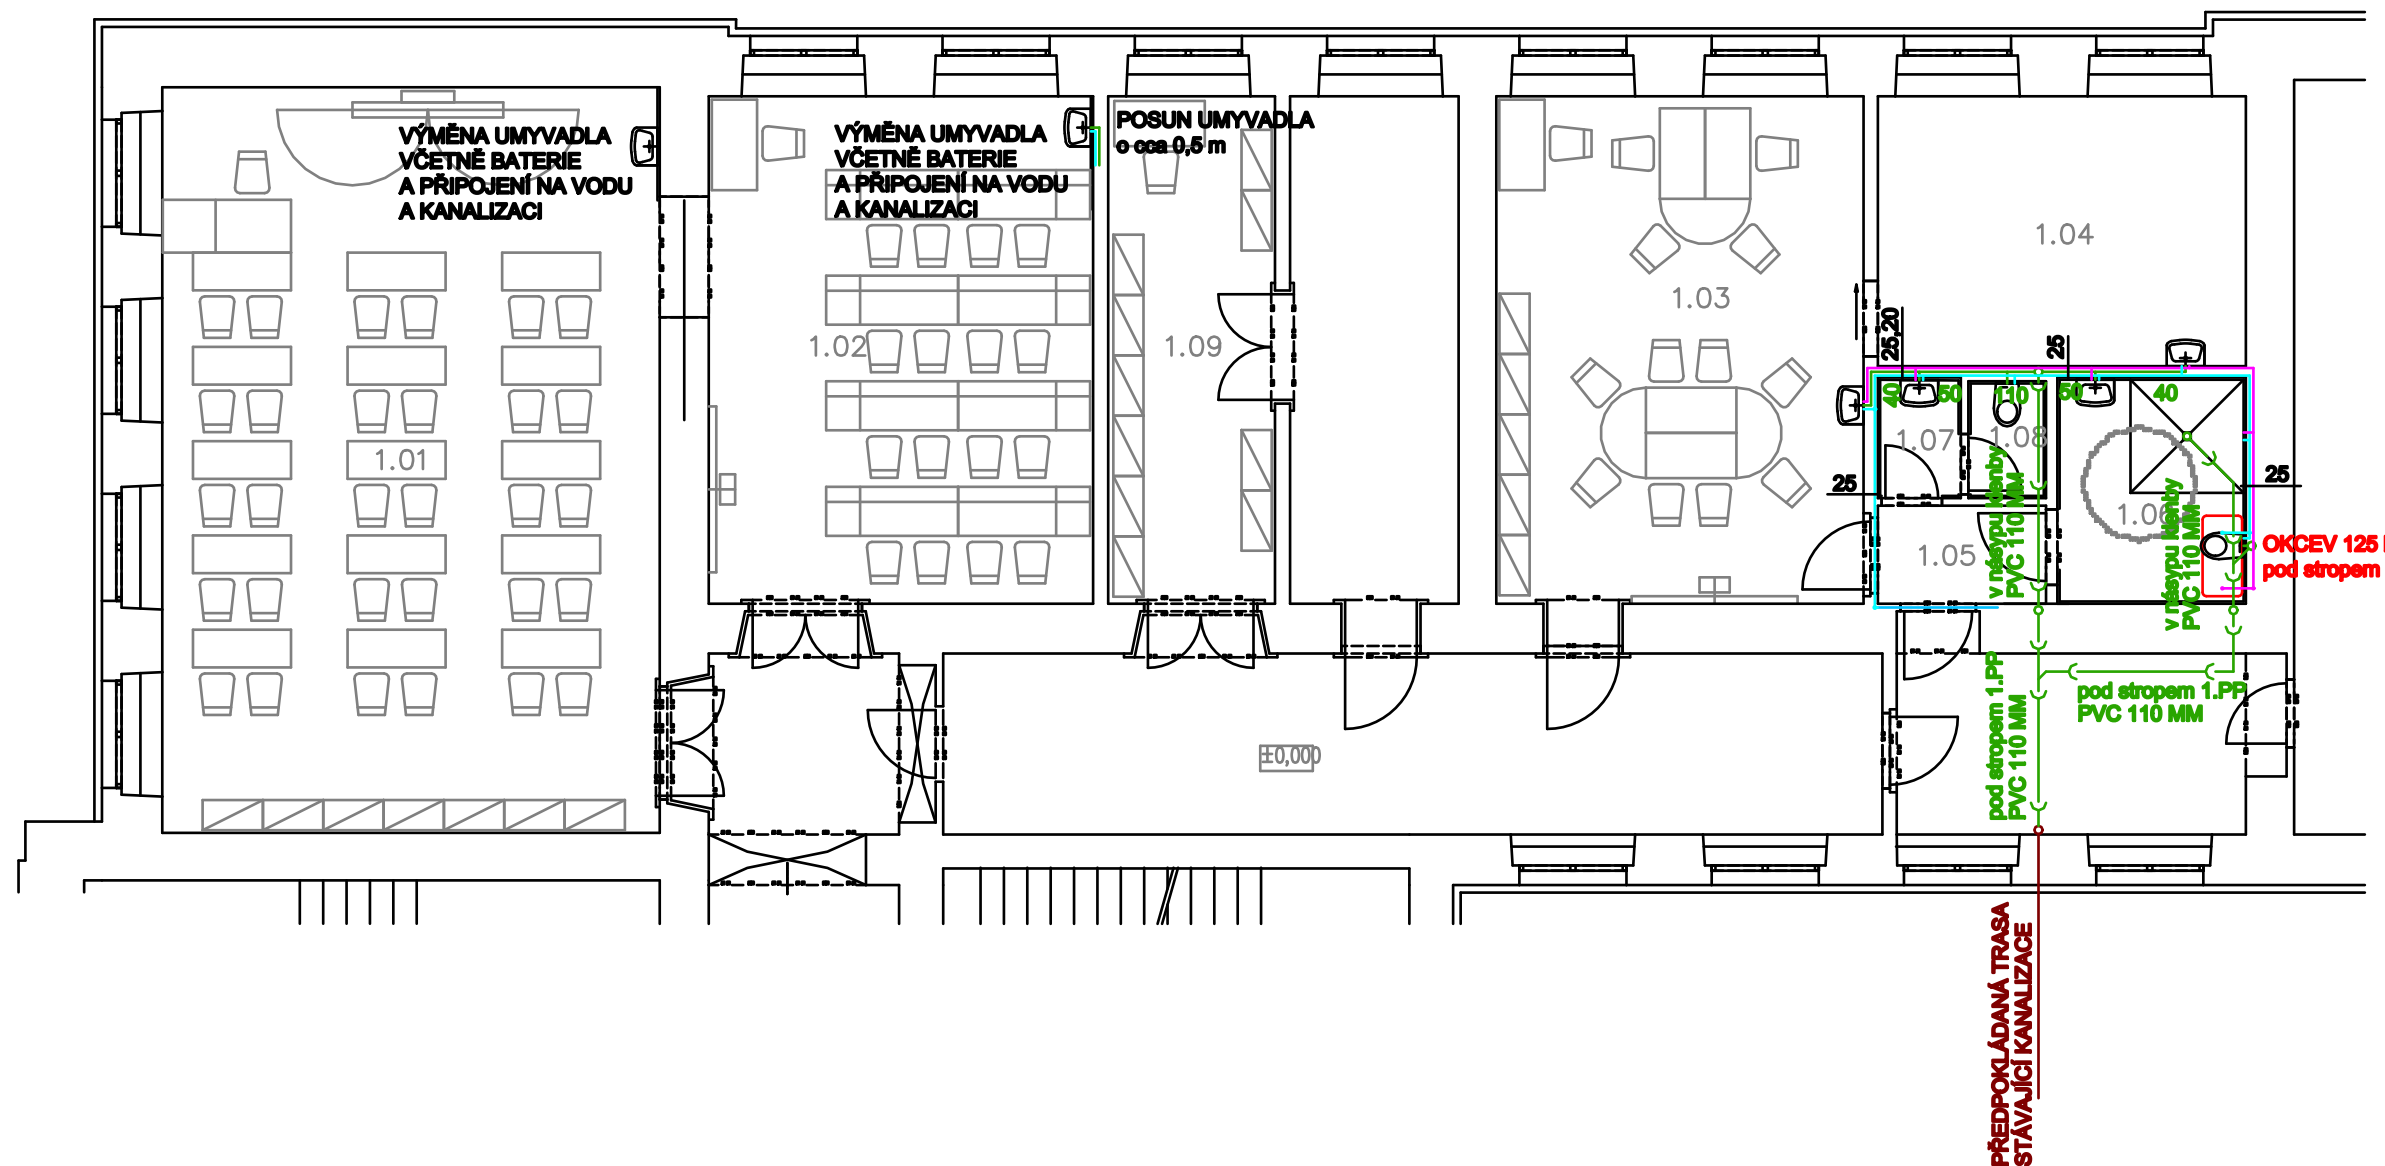 VÝMĚNA UMYVADLA
VČETNĚ BATERIE
A PŘIPOJENÍ NA VODU
A KANALIZACI
VÝMĚNA UMYVADLA
VČETNĚ BATERIE
A PŘIPOJENÍ NA VODU
A KANALIZACI
POSUN UMYVADLA
o cca 0,5 m
1.01
1.02
1.09
1.03
1.04
25,20
25
40
50
110
50
40
1.07
1.08
25
25
1.06
1.05
v násypu klenby
PVC 110 MM
v násypu klenby
PVC 110 MM
OKCEV 125
pod stropem
pod stropem 1.PP
PVC 110 MM
pod stropem 1.PP
PVC 110 MM
±0,000
PŘEDPOKLÁDANÁ TRASA
STÁVAJÍCÍ KANALIZACE